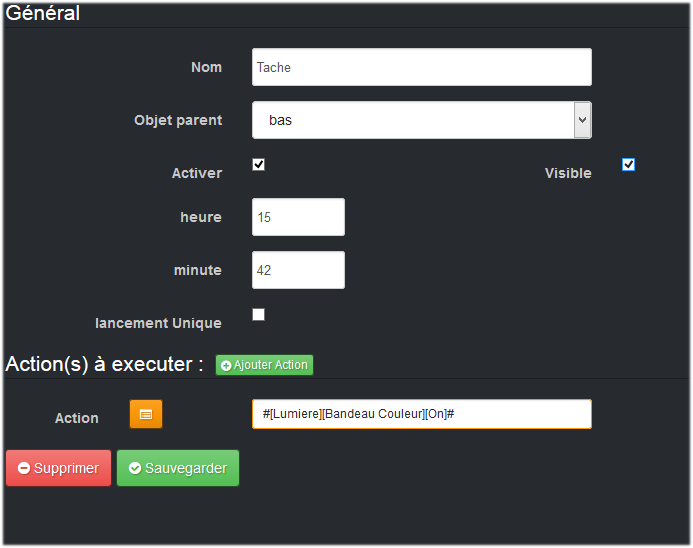 Général
Nom Tache
Objet parent bas
Activer Visible
heure 15
minute 42
lancement Unique
Action(s) à executer : Ajouter Action
Action #[Lumiere][Bandeau Couleur][On]#
Supprimer Sauvegarder